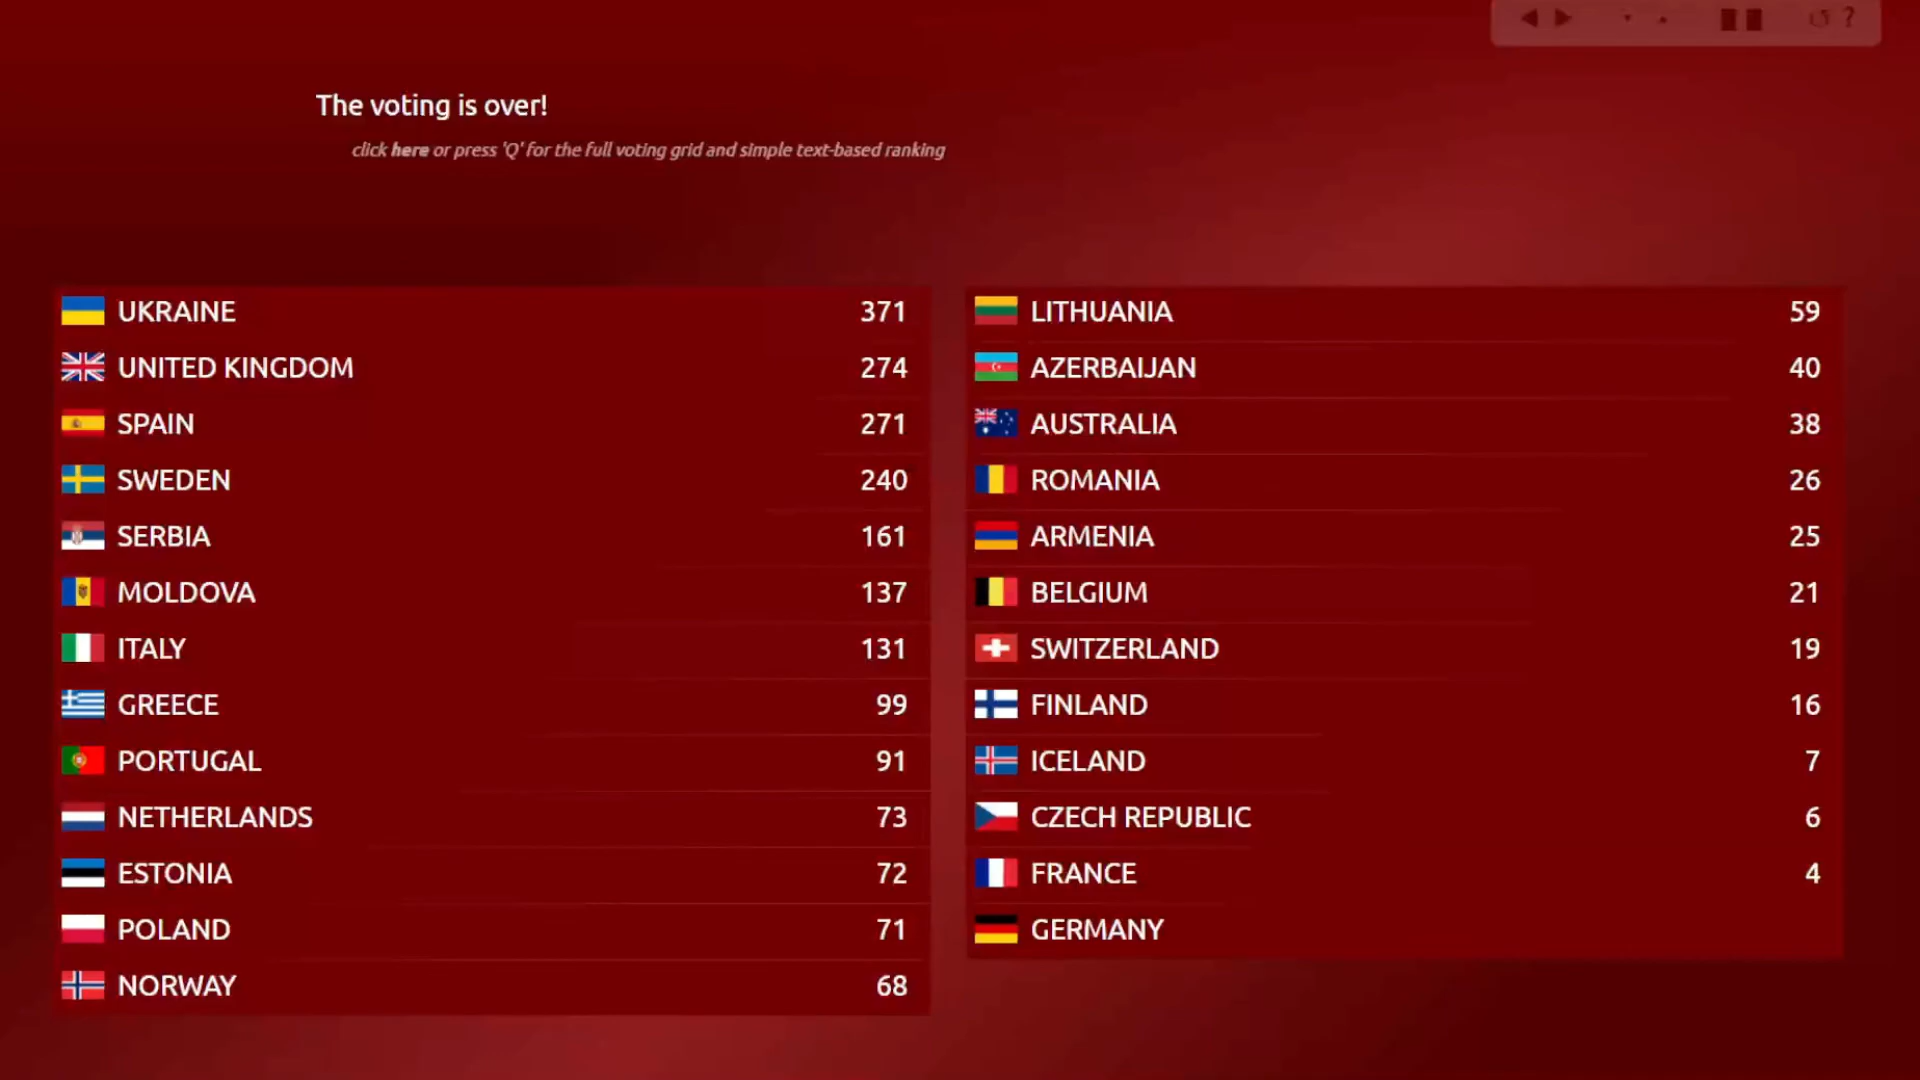 ?
The voting is over!
click here or press 'Q' for the full voting grid and simple text-based ranking
UKRAINE 371
UNITED KINGDOM 274
SPAIN 271
SWEDEN 240
SERBIA 161
MOLDOVA 137
ITALY 131
GREECE 99
PORTUGAL 91
NETHERLANDS 73
ESTONIA 72
POLAND 71
NORWAY 68
LITHUANIA 59
AZERBAIJAN 40
AUSTRALIA 38
ROMANIA 26
ARMENIA 25
BELGIUM 21
SWITZERLAND 19
FINLAND 16
ICELAND 7
CZECH REPUBLIC 6
FRANCE 4
GERMANY